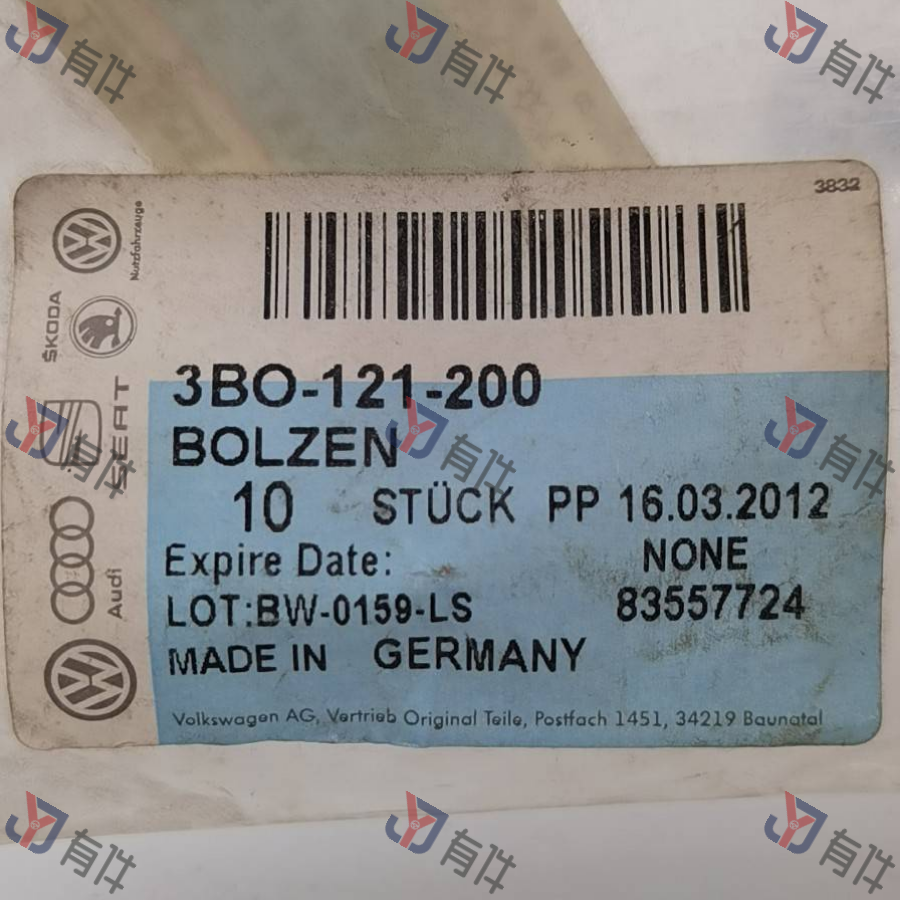 有件 有件 有件
3832
Nutzfahrzeuge
ŠKODA
SEAT
Audi
3BO-121-200
BOLZEN
10 STÜCK PP 16.03.2012
Expire Date: NONE
LOT:BW-0159-LS 83557724
MADE IN GERMANY
Volkswagen AG, Vertrieb Original Teile, Postfach 1451, 34219 Baunatal
有件 有件 有件
有件 有件 有件